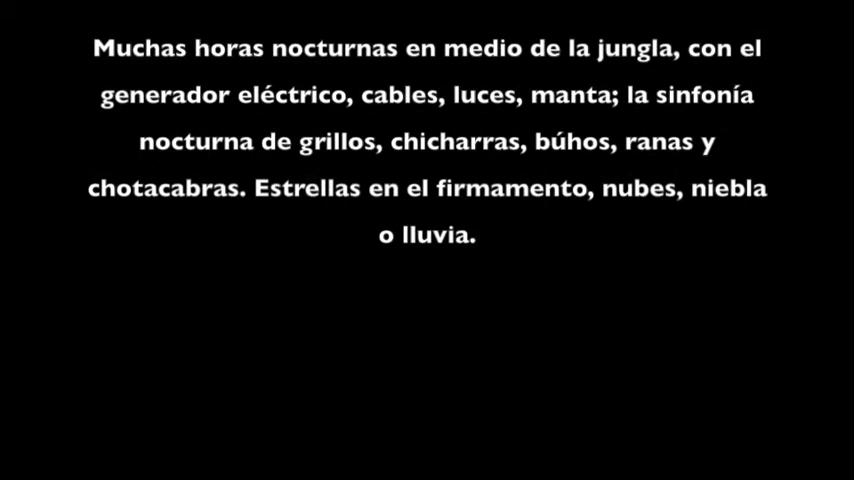 Muchas horas nocturnas en medio de la jungla, con el
generador eléctrico, cables, luces, manta; la sinfonía
nocturna de grillos, chicharras, búhos, ranas y
chotacabras. Estrellas en el firmamento, nubes, niebla
o lluvia.